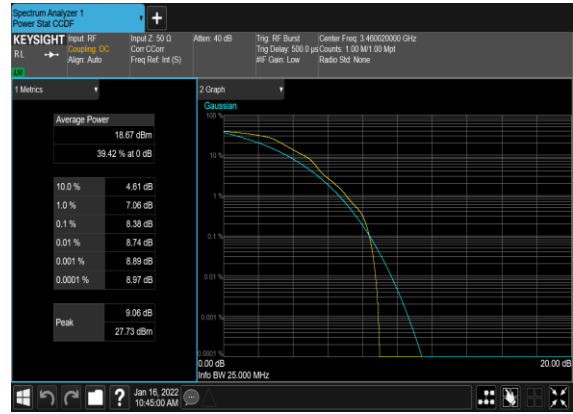 Spectrum Analyzer 1
Power Stat CCDF
KEYSIGHT
RL
LW
Input: RF
Coupling: DC
Align: Auto
Input Z: 50 Ω
Corr CCorr
Freq Ref: Int (S)
Atten: 40 dB
Trig: RF Burst
Trig Delay: 500.0 µs
#IF Gain: Low
Center Freq: 3.460020000 GHz
Counts: 1.00 M/1.00 Mpt
Radio Std: None
1 Metrics
Average Power
18.67 dBm
39.42 % at 0 dB
10.0 % 4.61 dB
1.0 % 7.06 dB
0.1 % 8.38 dB
0.01 % 8.74 dB
0.001 % 8.89 dB
0.0001 % 8.97 dB
Peak
9.06 dB
27.73 dBm
2 Graph
Gaussian
100 %
10 %
1 %
0.1 %
0.01 %
0.001 %
0.0001 %
0.00 dB
20.00 dB
Info BW 25.000 MHz
?
Jan 16, 2022
10:45:00 AM